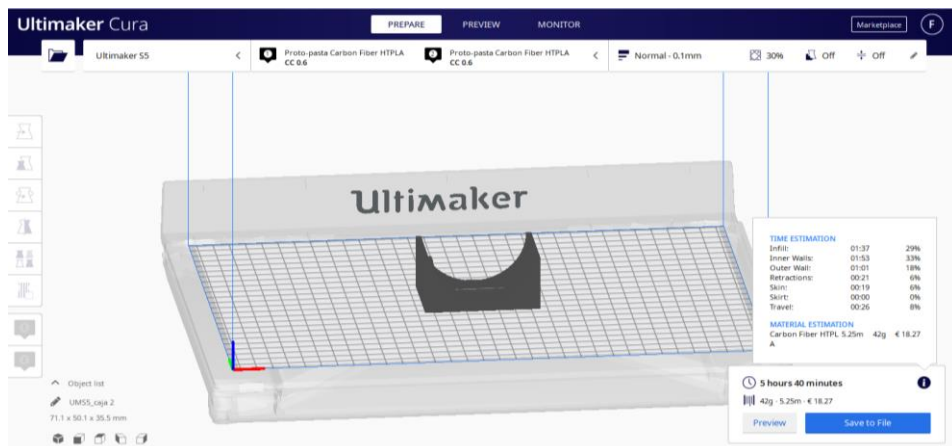 Ultimaker Cura
PREPARE PREVIEW MONITOR
Marketplace F
Ultimaker S5
Proto-pasta Carbon Fiber HTPLA
CC 0.6
Proto-pasta Carbon Fiber HTPLA
CC 0.6
Normal - 0.1mm
30% Off Off
Ultimaker
TIME ESTIMATION
Infill: 01:37 29%
Inner Walls: 01:53 33%
Outer Wall: 01:01 18%
Retractions: 00:21 6%
Skin: 00:19 6%
Skirt: 00:00 0%
Travel: 00:26 8%
MATERIAL ESTIMATION
Carbon Fiber HTPL 5.25m 42g € 18.27
A
Object list
UMS5_caja 2
71.1 x 50.1 x 35.5 mm
5 hours 40 minutes
42g · 5.25m · € 18.27
Preview Save to File